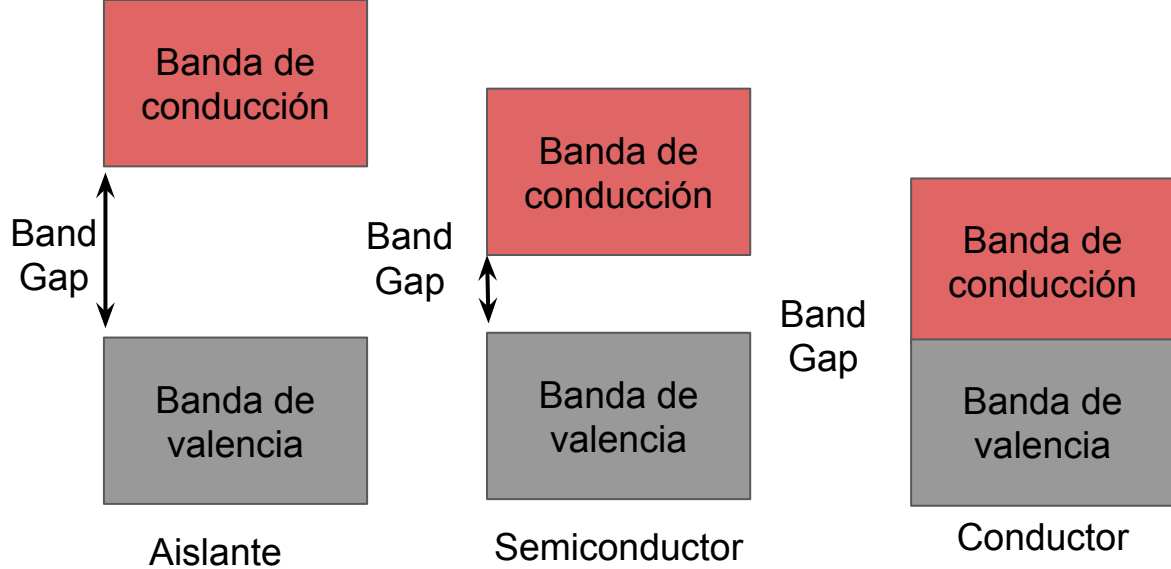 Banda de
conducción
Band
Gap
Banda de
valencia
Aislante
Banda de
conducción
Band
Gap
Banda de
valencia
Semiconductor
Banda de
conducción
Band
Gap
Banda de
valencia
Conductor